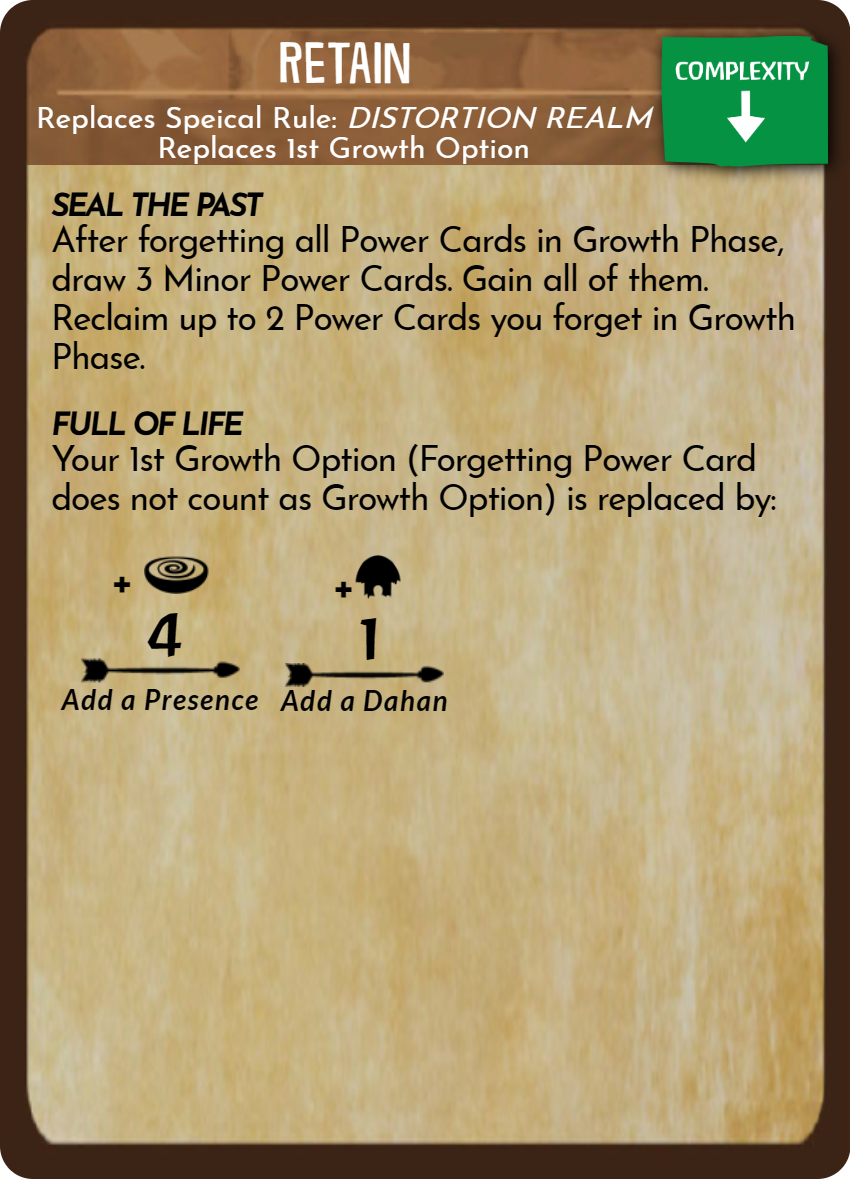 RETAIN
COMPLEXITY
Replaces Speical Rule: DISTORTION REALM
Replaces 1st Growth Option
SEAL THE PAST
After forgetting all Power Cards in Growth Phase,
draw 3 Minor Power Cards. Gain all of them.
Reclaim up to 2 Power Cards you forget in Growth
Phase.
FULL OF LIFE
Your 1st Growth Option (Forgetting Power Card
does not count as Growth Option) is replaced by:
+ +
4 1
Add a Presence Add a Dahan